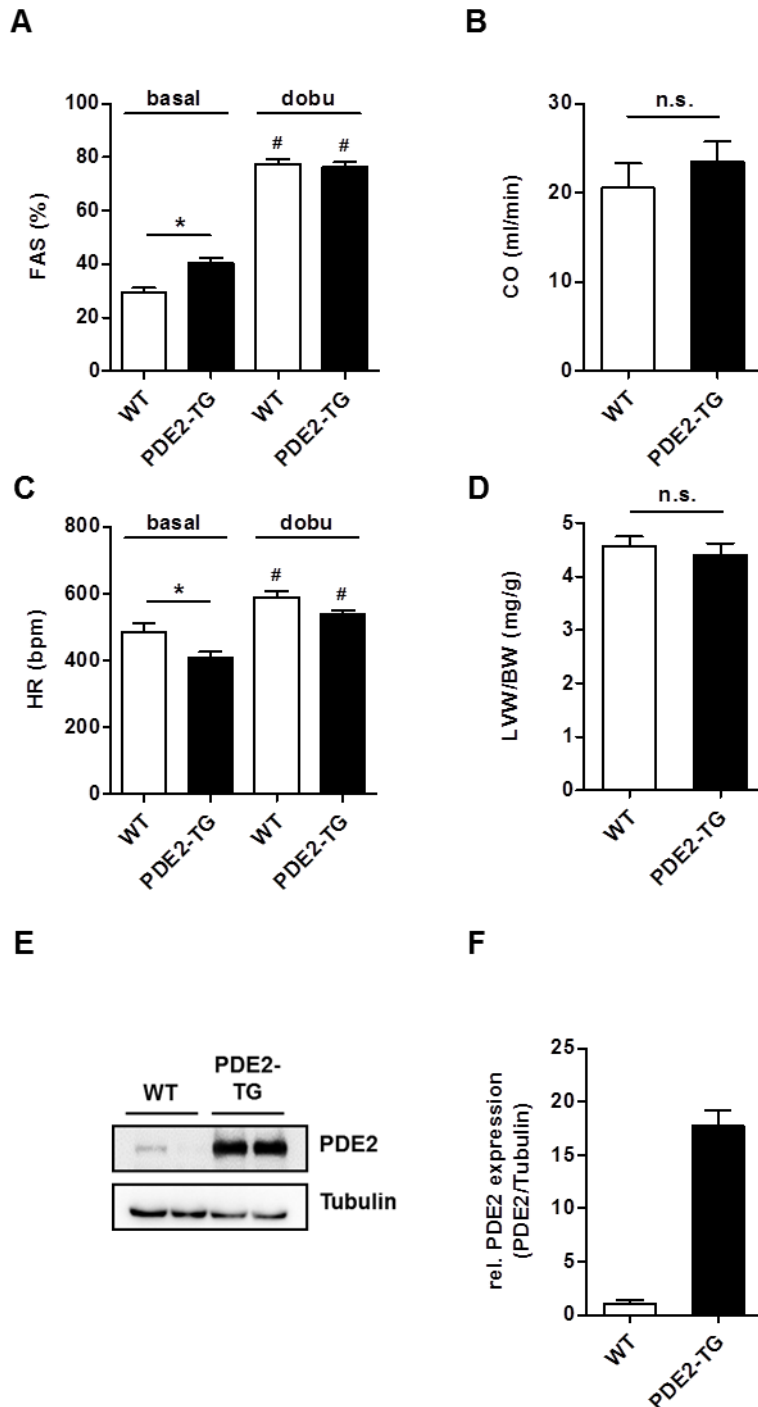 A
B
basal
dobu
n.s.
FAS (%)
100
80
60
40
20
0
*
#
#
WT
PDE2-TG
WT
PDE2-TG
CO (ml/min)
30
20
10
0
WT
PDE2-TG
C
D
basal
dobu
n.s.
HR (bpm)
800
600
400
200
0
*
#
#
WT
PDE2-TG
WT
PDE2-TG
LVW/BW (mg/g)
5
4
3
2
1
0
WT
PDE2-TG
E
F
WT
PDE2-
TG
PDE2
Tubulin
rel. PDE2 expression
(PDE2/Tubulin)
25
20
15
10
5
0
WT
PDE2-TG